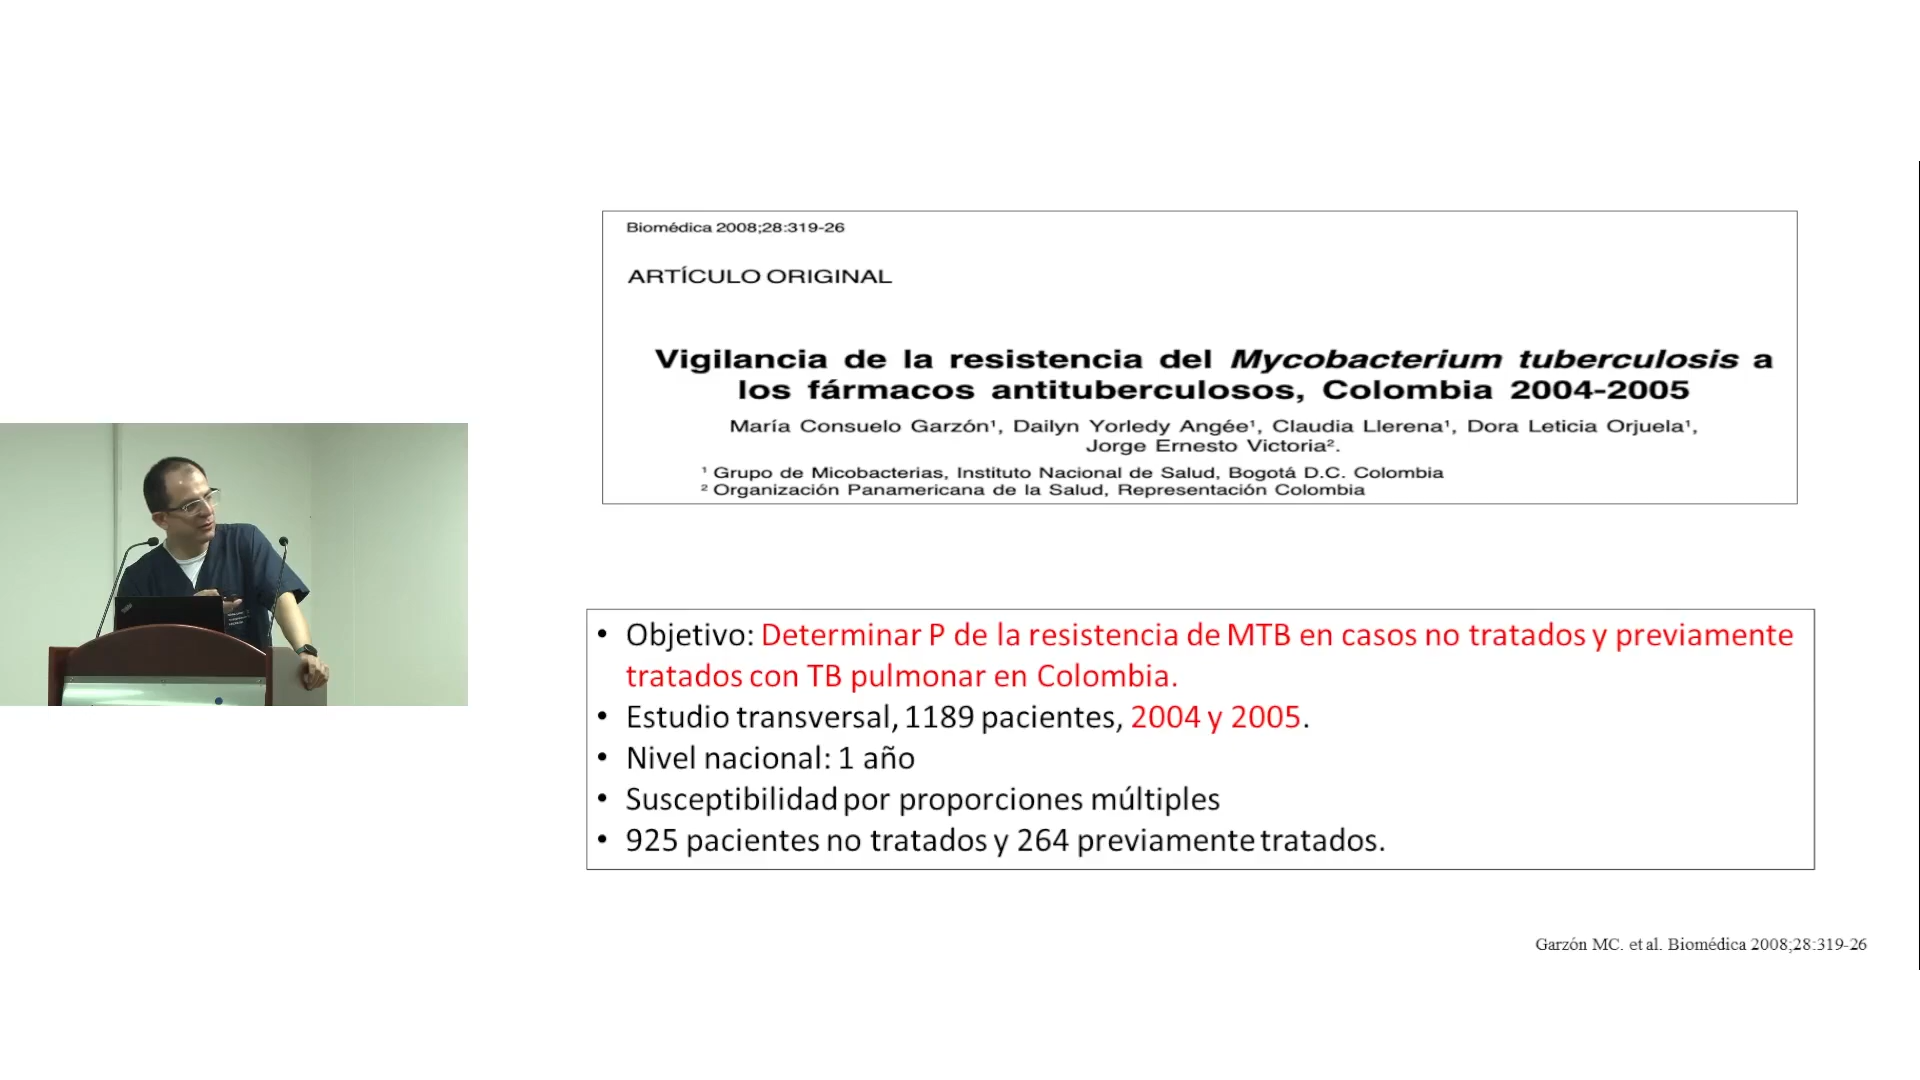 Biomédica 2008;28:319-26
ARTÍCULO ORIGINAL
Vigilancia de la resistencia del Mycobacterium tuberculosis a
los fármacos antituberculosos, Colombia 2004-2005
María Consuelo Garzón¹, Dailyn Yorledy Angée¹, Claudia Llerena¹, Dora Leticia Orjuela¹,
Jorge Ernesto Victoria².
¹ Grupo de Micobacterias, Instituto Nacional de Salud, Bogotá D.C. Colombia
² Organización Panamericana de la Salud, Representación Colombia
• Objetivo: Determinar P de la resistencia de MTB en casos no tratados y previamente
tratados con TB pulmonar en Colombia.
• Estudio transversal, 1189 pacientes, 2004 y 2005.
• Nivel nacional: 1 año
• Susceptibilidad por proporciones múltiples
• 925 pacientes no tratados y 264 previamente tratados.
Garzón MC. et al. Biomédica 2008;28:319-26